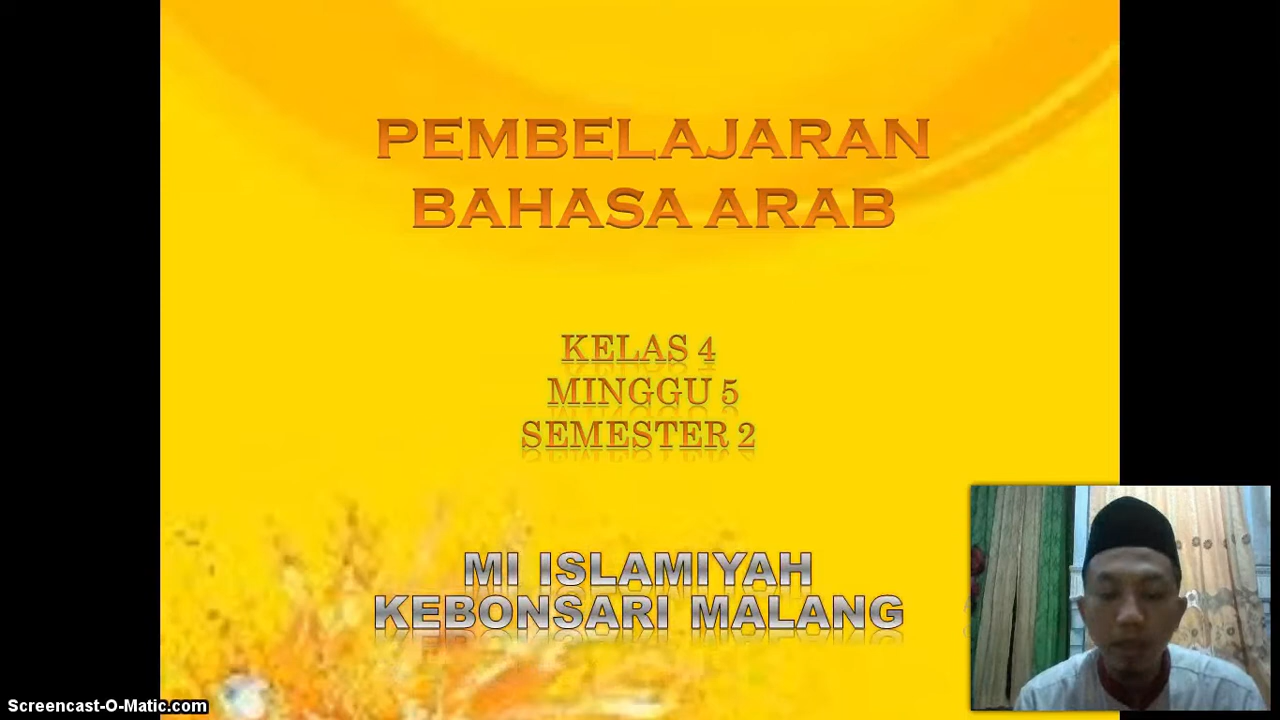 PEMBELAJARAN
BAHASA ARAB
KELAS 4
MINGGU 5
SEMESTER 2
MI ISLAMIYAH
KEBONSARI MALANG
Screencast-O-Matic.com